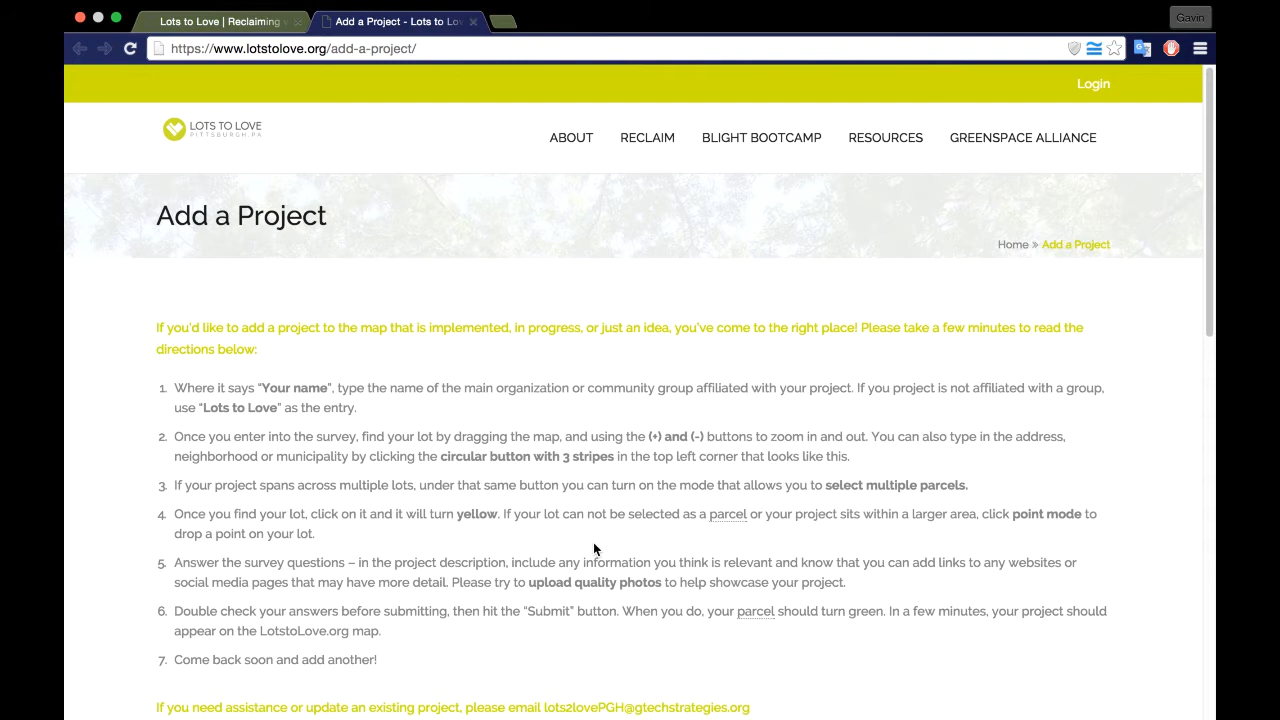 Lots to Love | Reclaiming
Add a Project - Lots to Lov
Gavin
https://www.lotstolove.org/add-a-project/
Login
LOTS TO LOVE
PITTSBURGH, PA
ABOUT RECLAIM BLIGHT BOOTCAMP RESOURCES GREENSPACE ALLIANCE
Add a Project
Home » Add a Project
If you'd like to add a project to the map that is implemented, in progress, or just an idea, you've come to the right place! Please take a few minutes to read the
directions below:
1. Where it says “Your name”, type the name of the main organization or community group affiliated with your project. If you project is not affiliated with a group,
use “Lots to Love” as the entry.
2. Once you enter into the survey, find your lot by dragging the map, and using the (+) and (-) buttons to zoom in and out. You can also type in the address,
neighborhood or municipality by clicking the circular button with 3 stripes in the top left corner that looks like this.
3. If your project spans across multiple lots, under that same button you can turn on the mode that allows you to select multiple parcels.
4. Once you find your lot, click on it and it will turn yellow. If your lot can not be selected as a parcel or your project sits within a larger area, click point mode to
drop a point on your lot.
5. Answer the survey questions – in the project description, include any information you think is relevant and know that you can add links to any websites or
social media pages that may have more detail. Please try to upload quality photos to help showcase your project.
6. Double check your answers before submitting, then hit the “Submit” button. When you do, your parcel should turn green. In a few minutes, your project should
appear on the LotstoLove.org map.
7. Come back soon and add another!
If you need assistance or update an existing project, please email lots2lovePGH@gtechstrategies.org